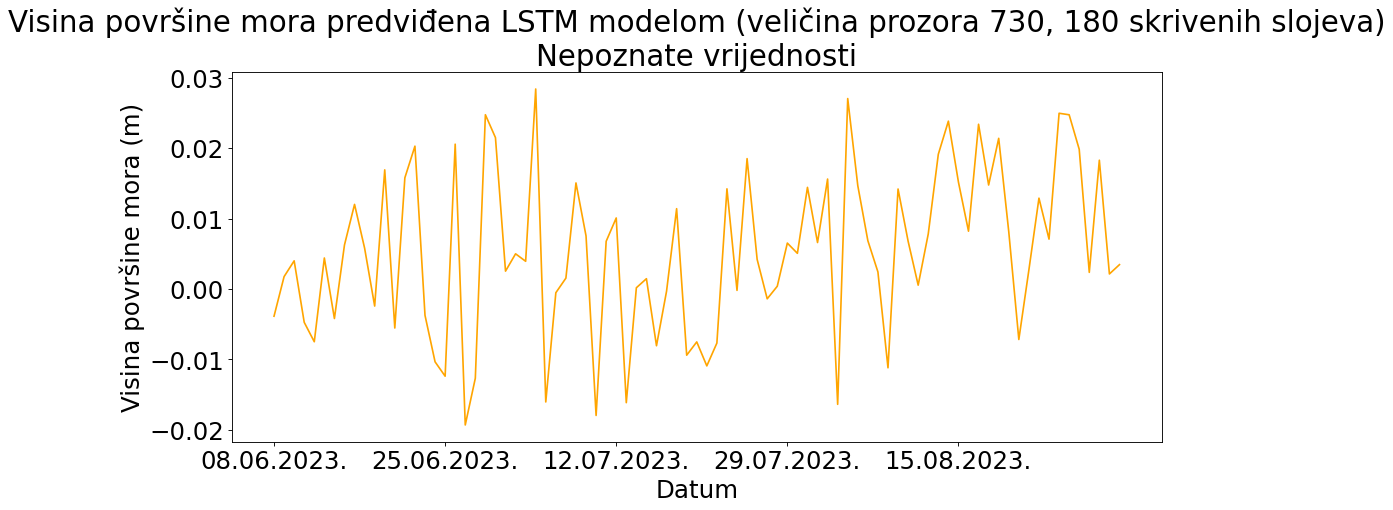 Visina površine mora predviđena LSTM modelom (veličina prozora 730, 180 skrivenih slojeva)
Nepoznate vrijednosti
Visina površine mora (m)
0.03
0.02
0.01
0.00
−0.01
−0.02
08.06.2023. 25.06.2023. 12.07.2023. 29.07.2023. 15.08.2023.
Datum